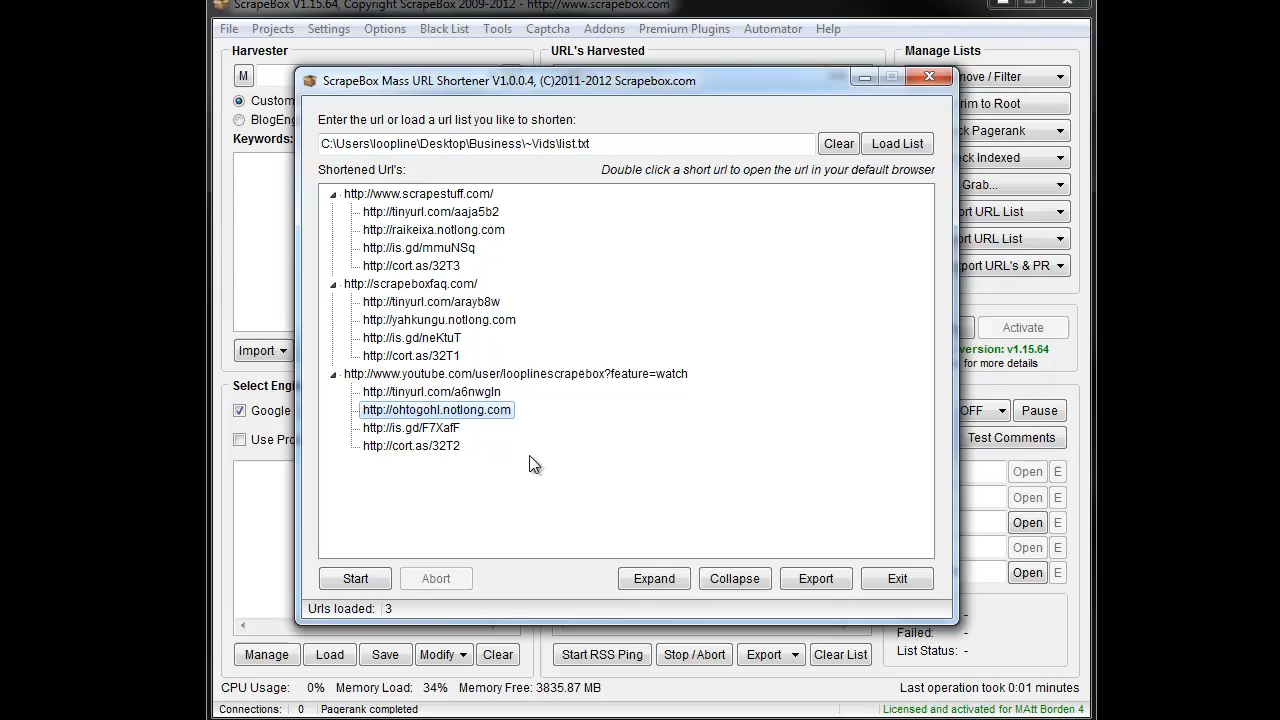 ScrapeBox V1.15.64, Copyright ScrapeBox 2009-2012 - http://www.scrapebox.com
File Projects Settings Options Black List Tools Captcha Addons Premium Plugins Automator Help
Harvester
URL's Harvested
Manage Lists
M
ScrapeBox Mass URL Shortener V1.0.0.4, (C)2011-2012 Scrapebox.com
move / Filter
Custom
rim to Root
Enter the url or load a url list you like to shorten:
BlogEng
ck Pagerank
Keywords:
C:\Users\loopline\Desktop\Business\~Vids\list.txt
Clear
Load List
eck Indexed
Shortened Url's:
Double click a short url to open the url in your default browser
Grab...
http://www.scrapestuff.com/
http://tinyurl.com/aaja5b2
ort URL List
http://raikeixa.notlong.com
ort URL List
http://is.gd/mmuNSq
http://cort.as/32T3
port URL's & PR
http://scrapeboxfaq.com/
http://tinyurl.com/arayb8w
http://yahkungu.notlong.com
Activate
http://is.gd/neKtuT
version: v1.15.64
http://cort.as/32T1
Import
for more details
http://www.youtube.com/user/looplinescrapebox?feature=watch
Select Engi
http://tinyurl.com/a6nwgln
http://ohtogohl.notlong.com
Google
OFF
Pause
http://is.gd/F7XafF
Use Pro
Test Comments
http://cort.as/32T2
Open E
Open E
Open E
Open E
Open E
Start Abort Expand Collapse Export Exit
Urls loaded: 3
Failed: -
List Status: -
Manage Load Save Modify Clear
Start RSS Ping Stop / Abort Export Clear List
CPU Usage: 0% Memory Load: 34% Memory Free: 3835.87 MB
Last operation took 0:01 minutes
Connections: 0 Pagerank completed
Licensed and activated for MAtt Borden 4